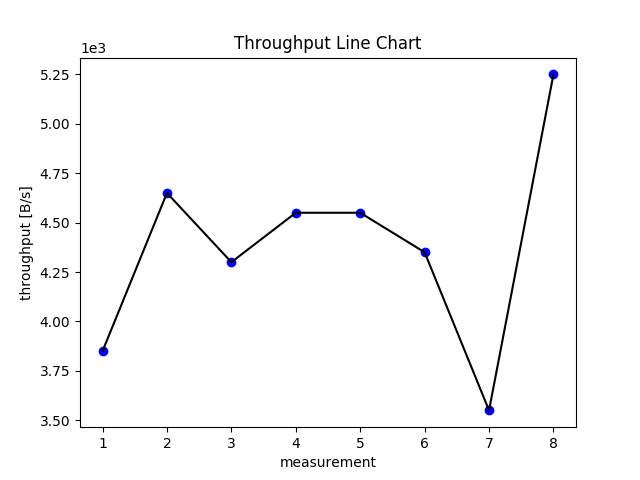 Throughput Line Chart
1e3
5.25
5.00
4.75
4.50
4.25
4.00
3.75
3.50
throughput [B/s]
1 2 3 4 5 6 7 8
measurement